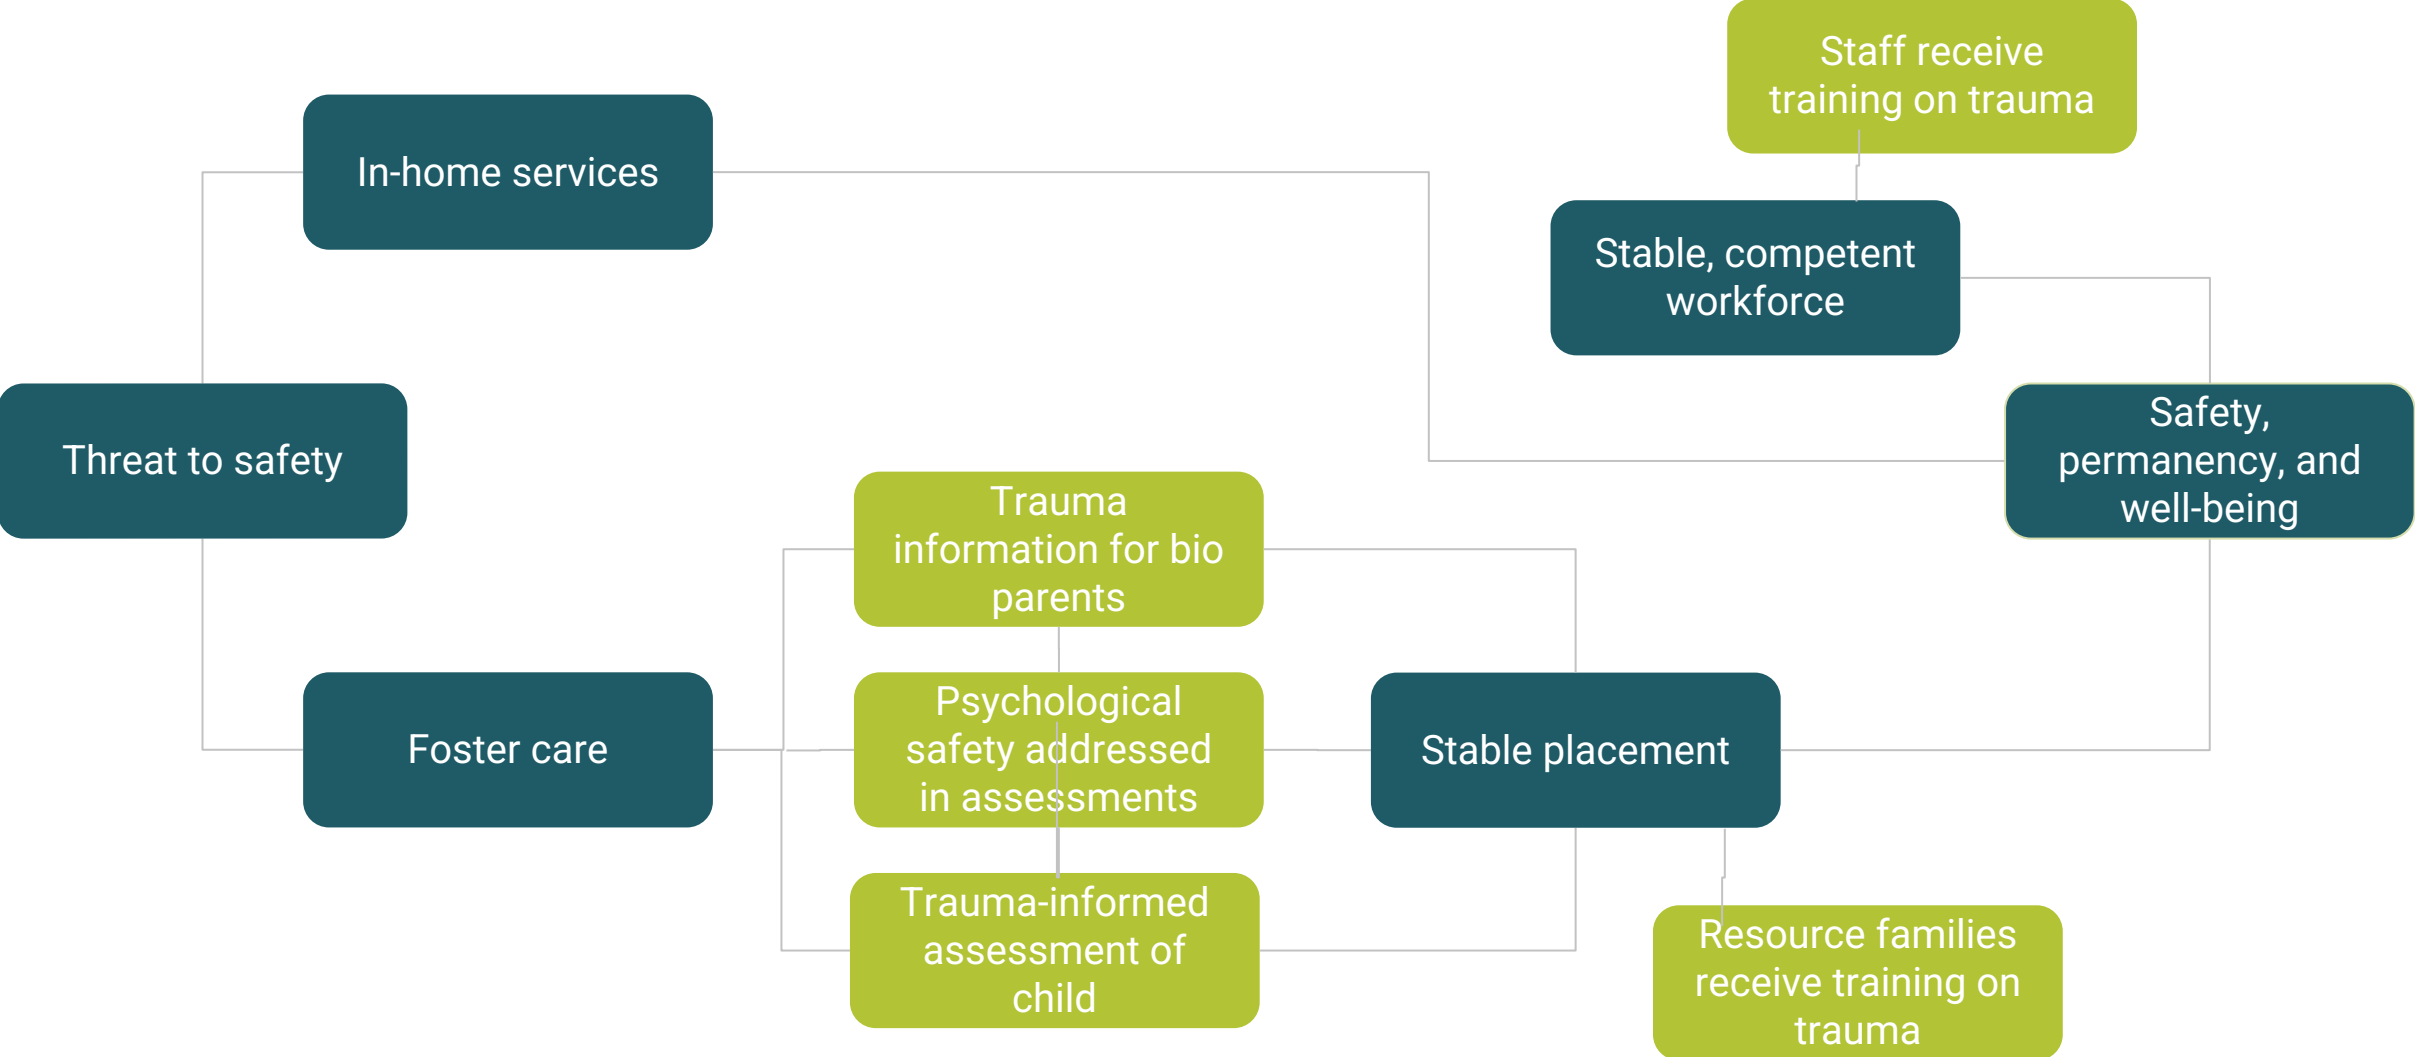 Staff receive
training on trauma
In-home services
Stable, competent
workforce
Threat to safety
Safety,
permanency, and
well-being
Trauma
information for bio
parents
Foster care
Psychological
safety addressed
in assessments
Stable placement
Trauma-informed
assessment of
child
Resource families
receive training on
trauma